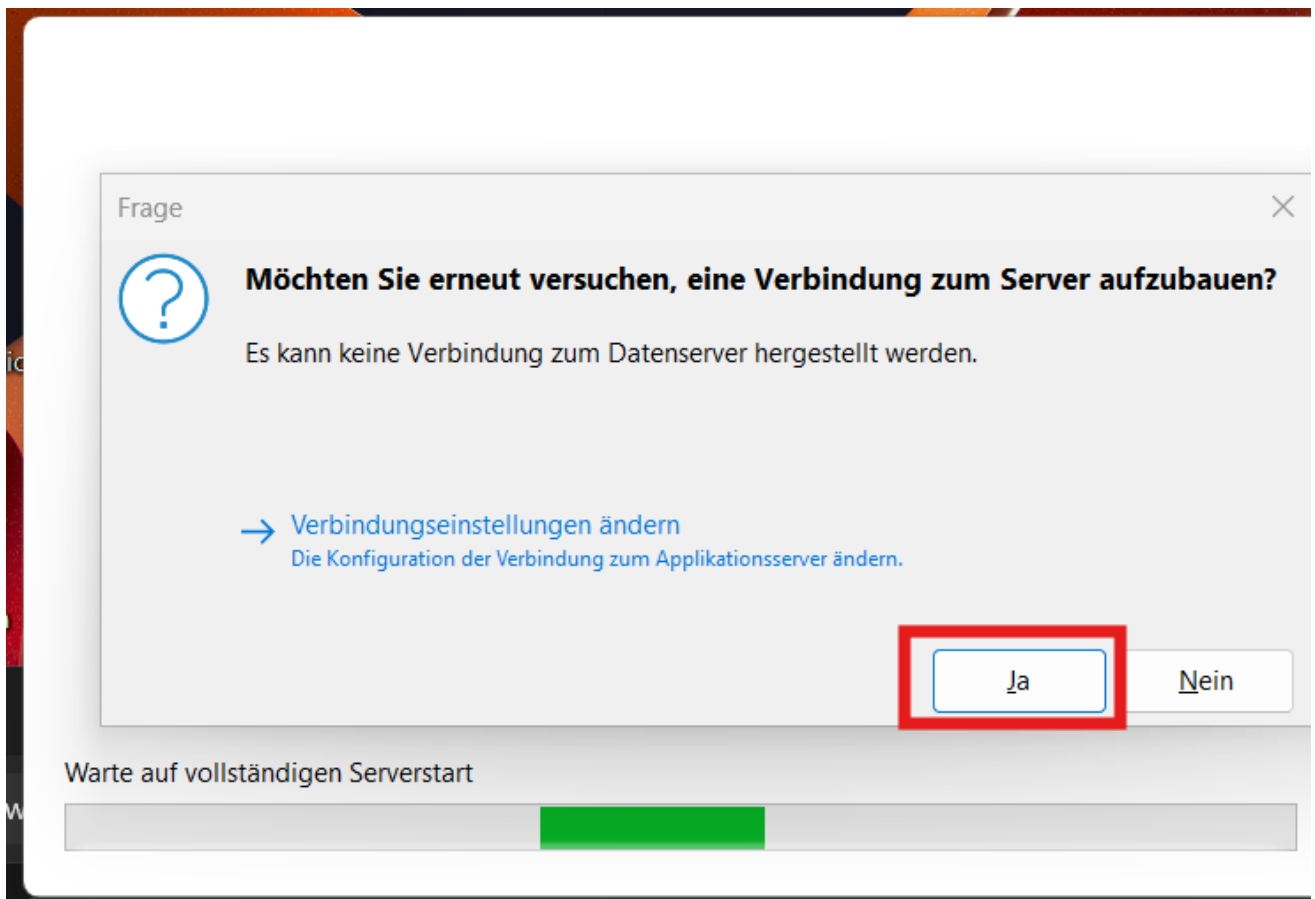 Frage
Möchten Sie erneut versuchen, eine Verbindung zum Server aufzubauen?
Es kann keine Verbindung zum Datenserver hergestellt werden.
Verbindungseinstellungen ändern
Die Konfiguration der Verbindung zum Applikationsserver ändern.
Ja
Nein
Warte auf vollständigen Serverstart